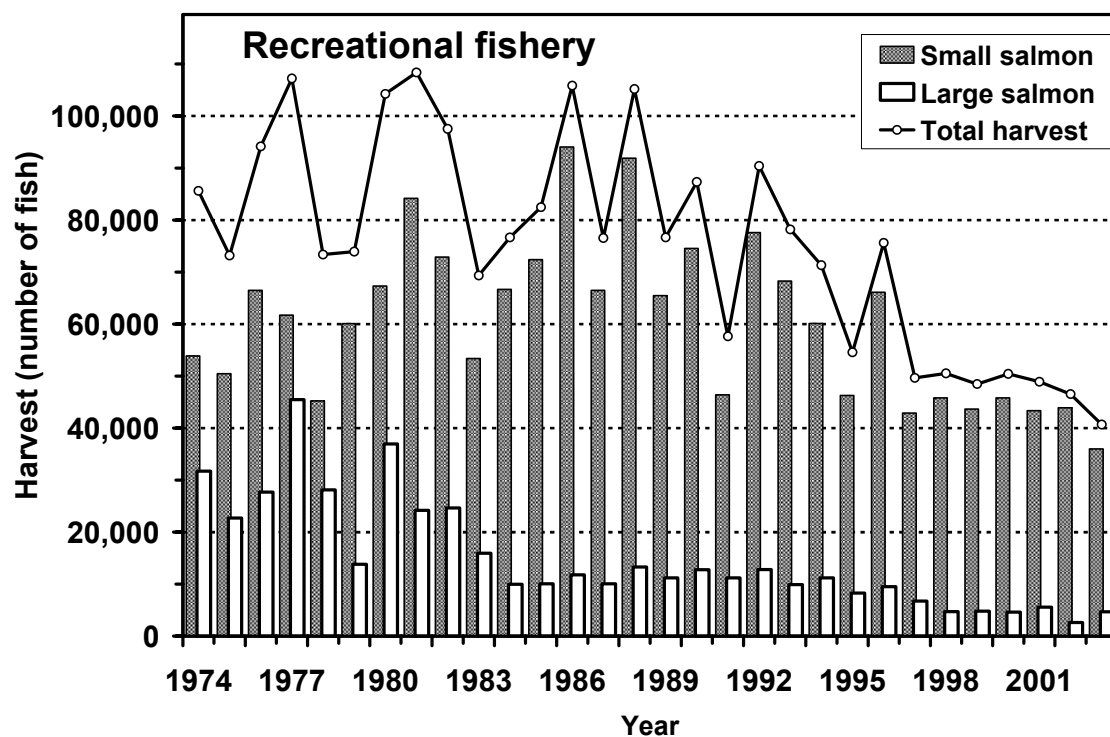 Recreational fishery
Small salmon
Large salmon
Total harvest
Harvest (number of fish)
100,000
80,000
60,000
40,000
20,000
0
1974 1977 1980 1983 1986 1989 1992 1995 1998 2001
Year